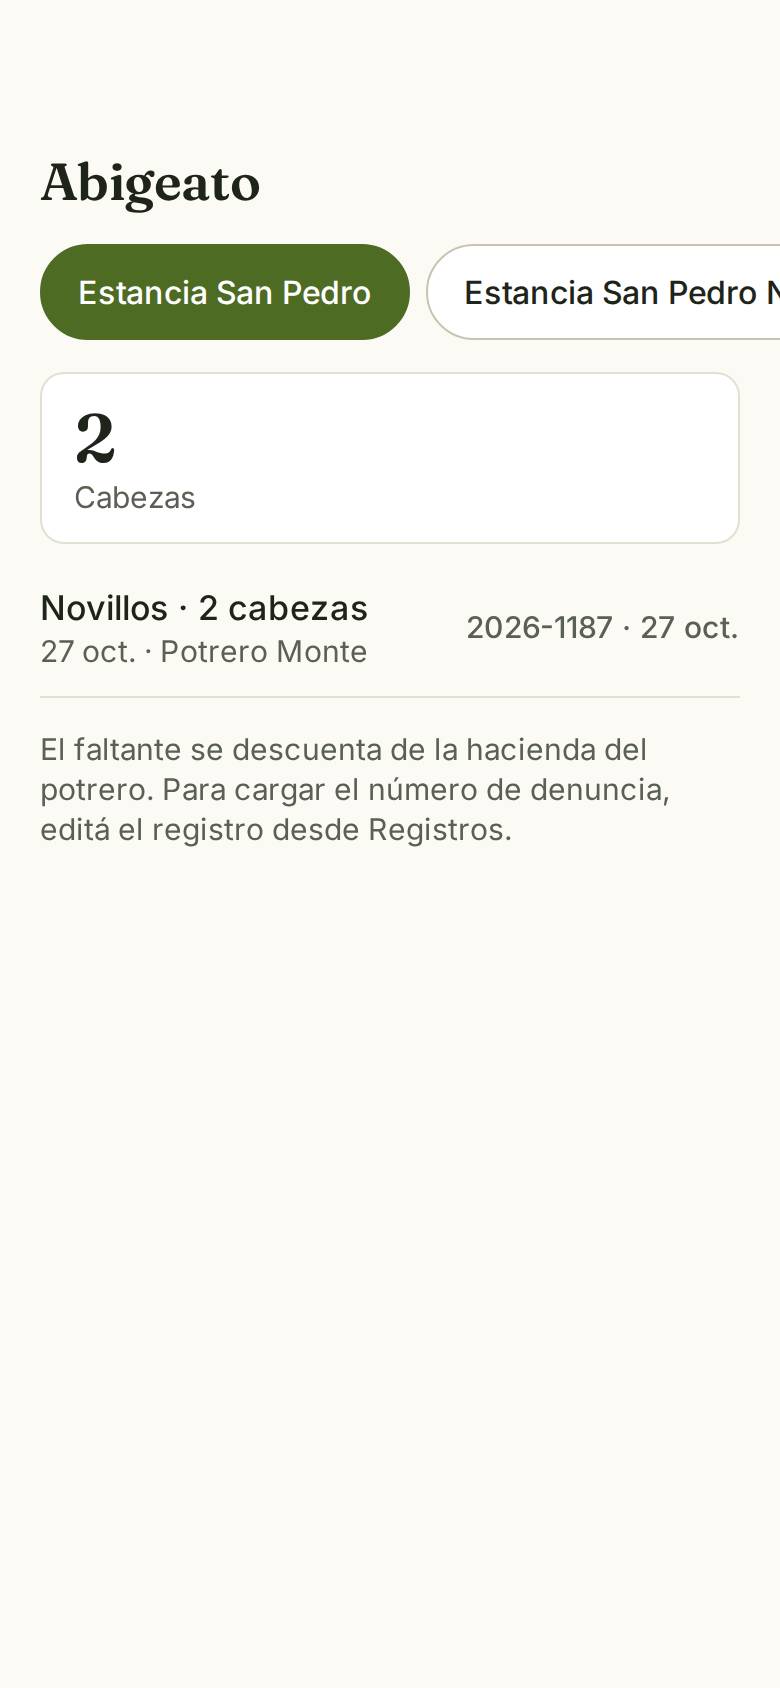 Abigeato
Estancia San Pedro
Estancia San Pedro
2
Cabezas
Novillos · 2 cabezas
27 oct. · Potrero Monte
2026-1187 · 27 oct.
El faltante se descuenta de la hacienda del
potrero. Para cargar el número de denuncia,
editá el registro desde Registros.